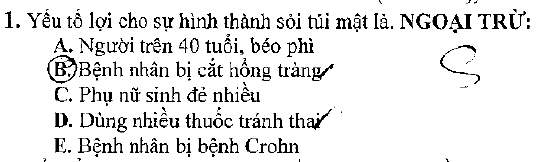 1. Yếu tố lợi cho sự hình thành sỏi túi mật là. NGOẠI TRỪ:
A. Người trên 40 tuổi, béo phì
B. Bệnh nhân bị cắt hồng tràng
C. Phụ nữ sinh đẻ nhiều
D. Dùng nhiều thuốc tránh thai
E. Bệnh nhân bị bệnh Crohn